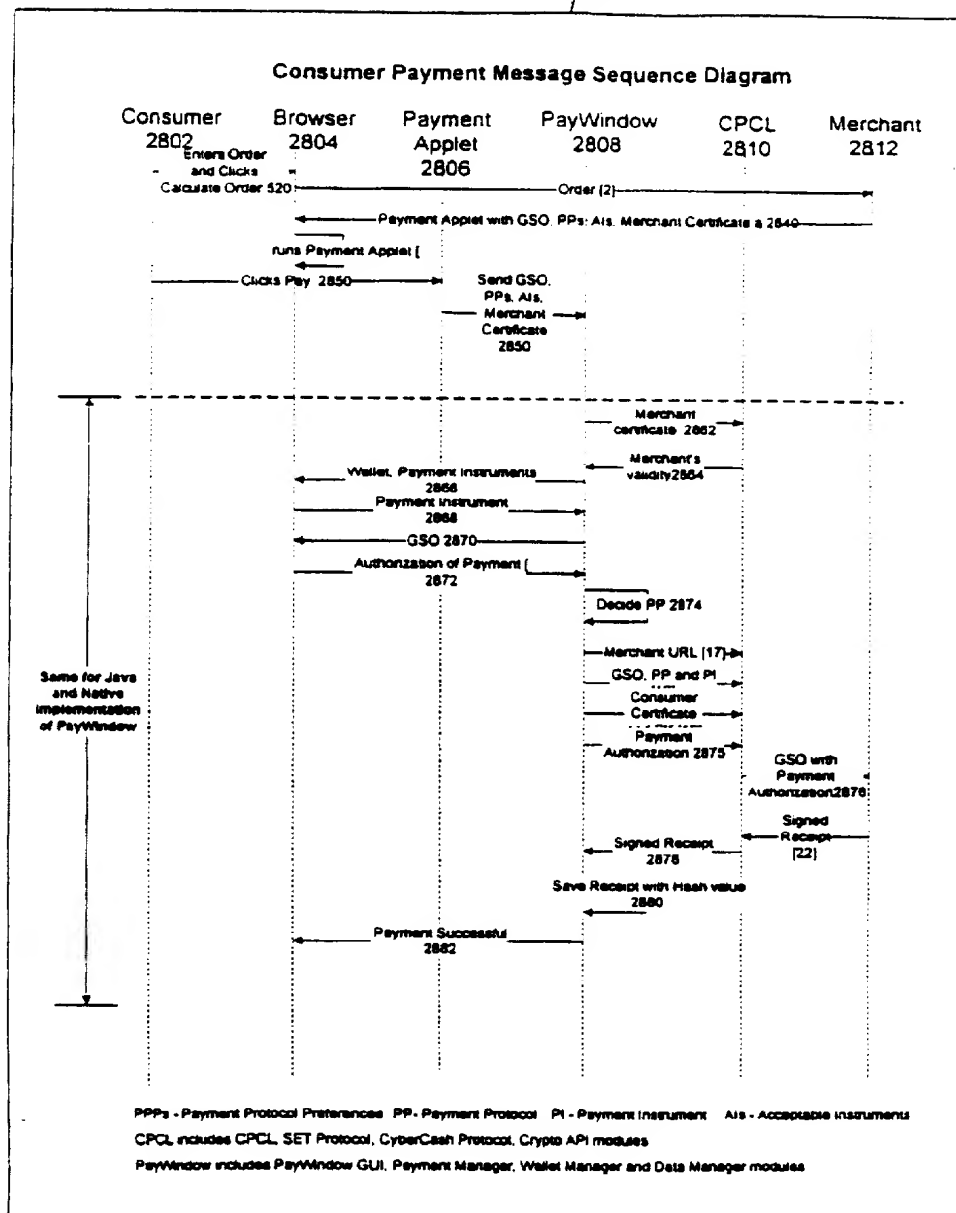 Consumer Payment Message Sequence Diagram
Consumer
2802
Browser
2804
Payment
Applet
2806
PayWindow
2808
CPCL
2810
Merchant
2812
Enters Order
and Clicks
Calculate Order 520
Order [2]
Payment Applet with GSO, PPs, AIs, Merchant Certificate a 2840
runs Payment Applet [
Clicks Pay 2850
Send GSO,
PPs, AIs,
Merchant
Certificate
2850
Merchant
certificate 2862
Merchant's
validity2864
Wallet, Payment Instruments
2866
Payment Instrument
2868
GSO 2870
Authorization of Payment [
2872
Decide PP 2874
Same for Java
and Native
Implementation
of PayWindow
Merchant URL [17]
GSO, PP and PI
Consumer
Certificate
Payment
Authorization 2875
GSO with
Payment
Authorization2876
Signed
Receipt
[22]
Signed Receipt
2878
Save Receipt with Hash value
2880
Payment Successful
2882
PPPs - Payment Protocol Preferences PP- Payment Protocol PI - Payment Instrument AIs - Acceptable Instruments
CPCL includes CPCL, SET Protocol, CyberCash Protocol, Crypto API modules
PayWindow includes PayWindow GUI, Payment Manager, Wallet Manager and Data Manager modules